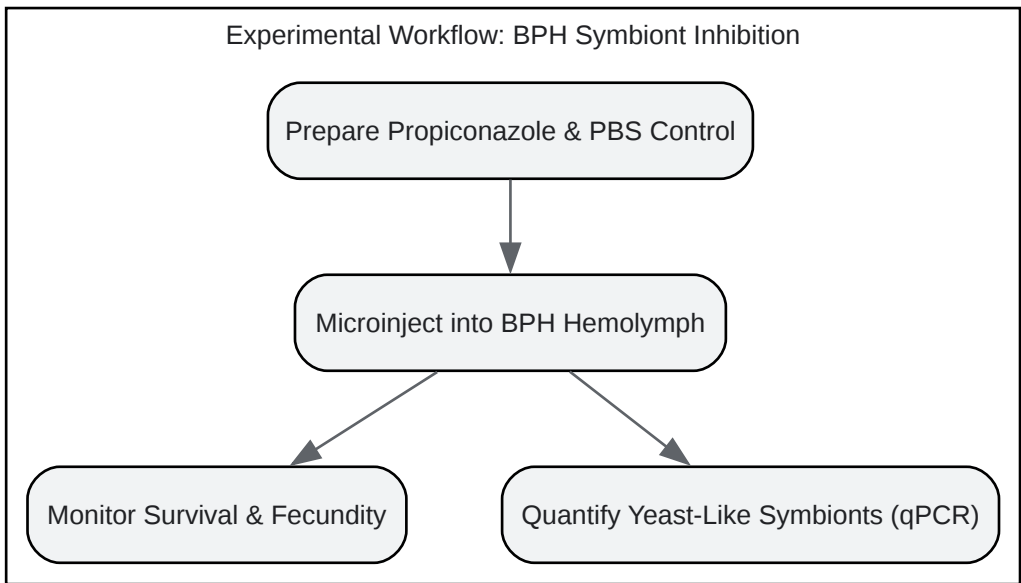 Experimental Workflow: BPH Symbiont Inhibition
Prepare Propiconazole & PBS Control
Microinject into BPH Hemolymph
Monitor Survival & Fecundity
Quantify Yeast-Like Symbionts (qPCR)